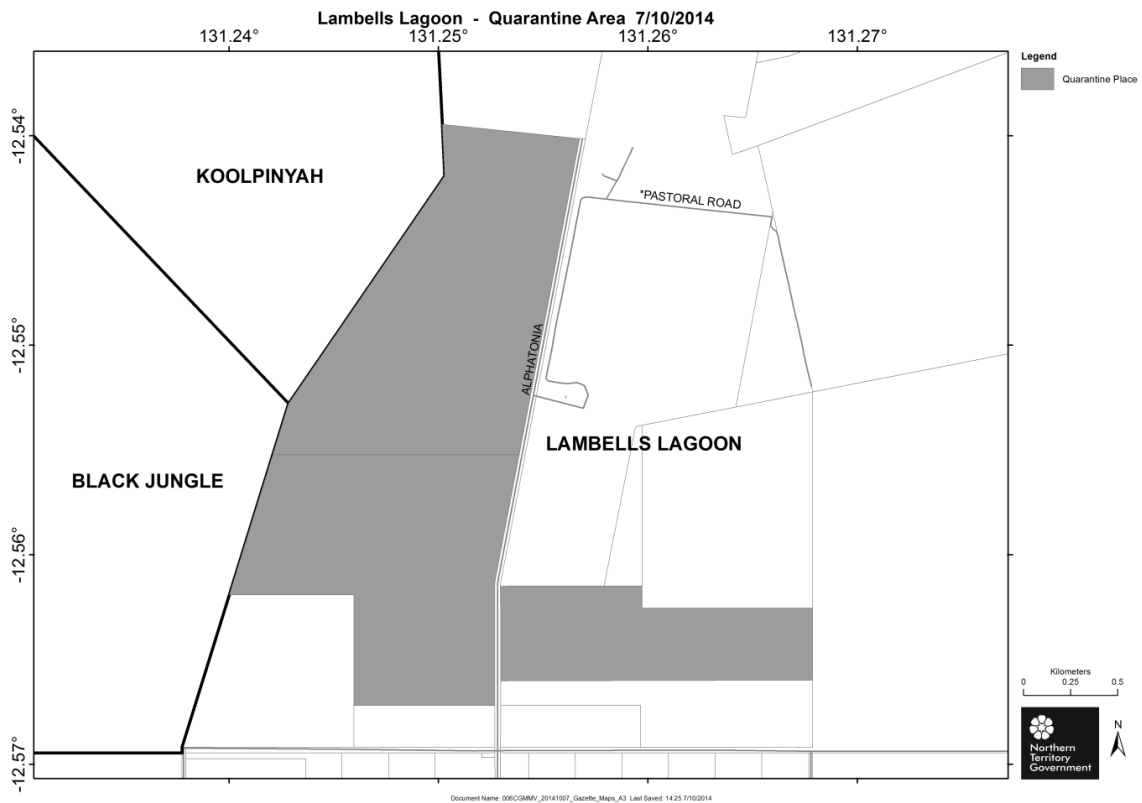 Lambells Lagoon - Quarantine Area 7/10/2014
131.24° 131.25° 131.26° 131.27°
Legend
Quarantine Place
-12.54°
KOOLPINYAH
*PASTORAL ROAD
-12.55°
ALPHATONIA
LAMBELLS LAGOON
BLACK JUNGLE
-12.56°
Kilometers
0 0.25 0.5
N
Northern
Territory
Government
-12.57°
Document Name: 006CGMMV_20141007_Gazette_Maps_A3 Last Saved: 14:25 7/10/2014